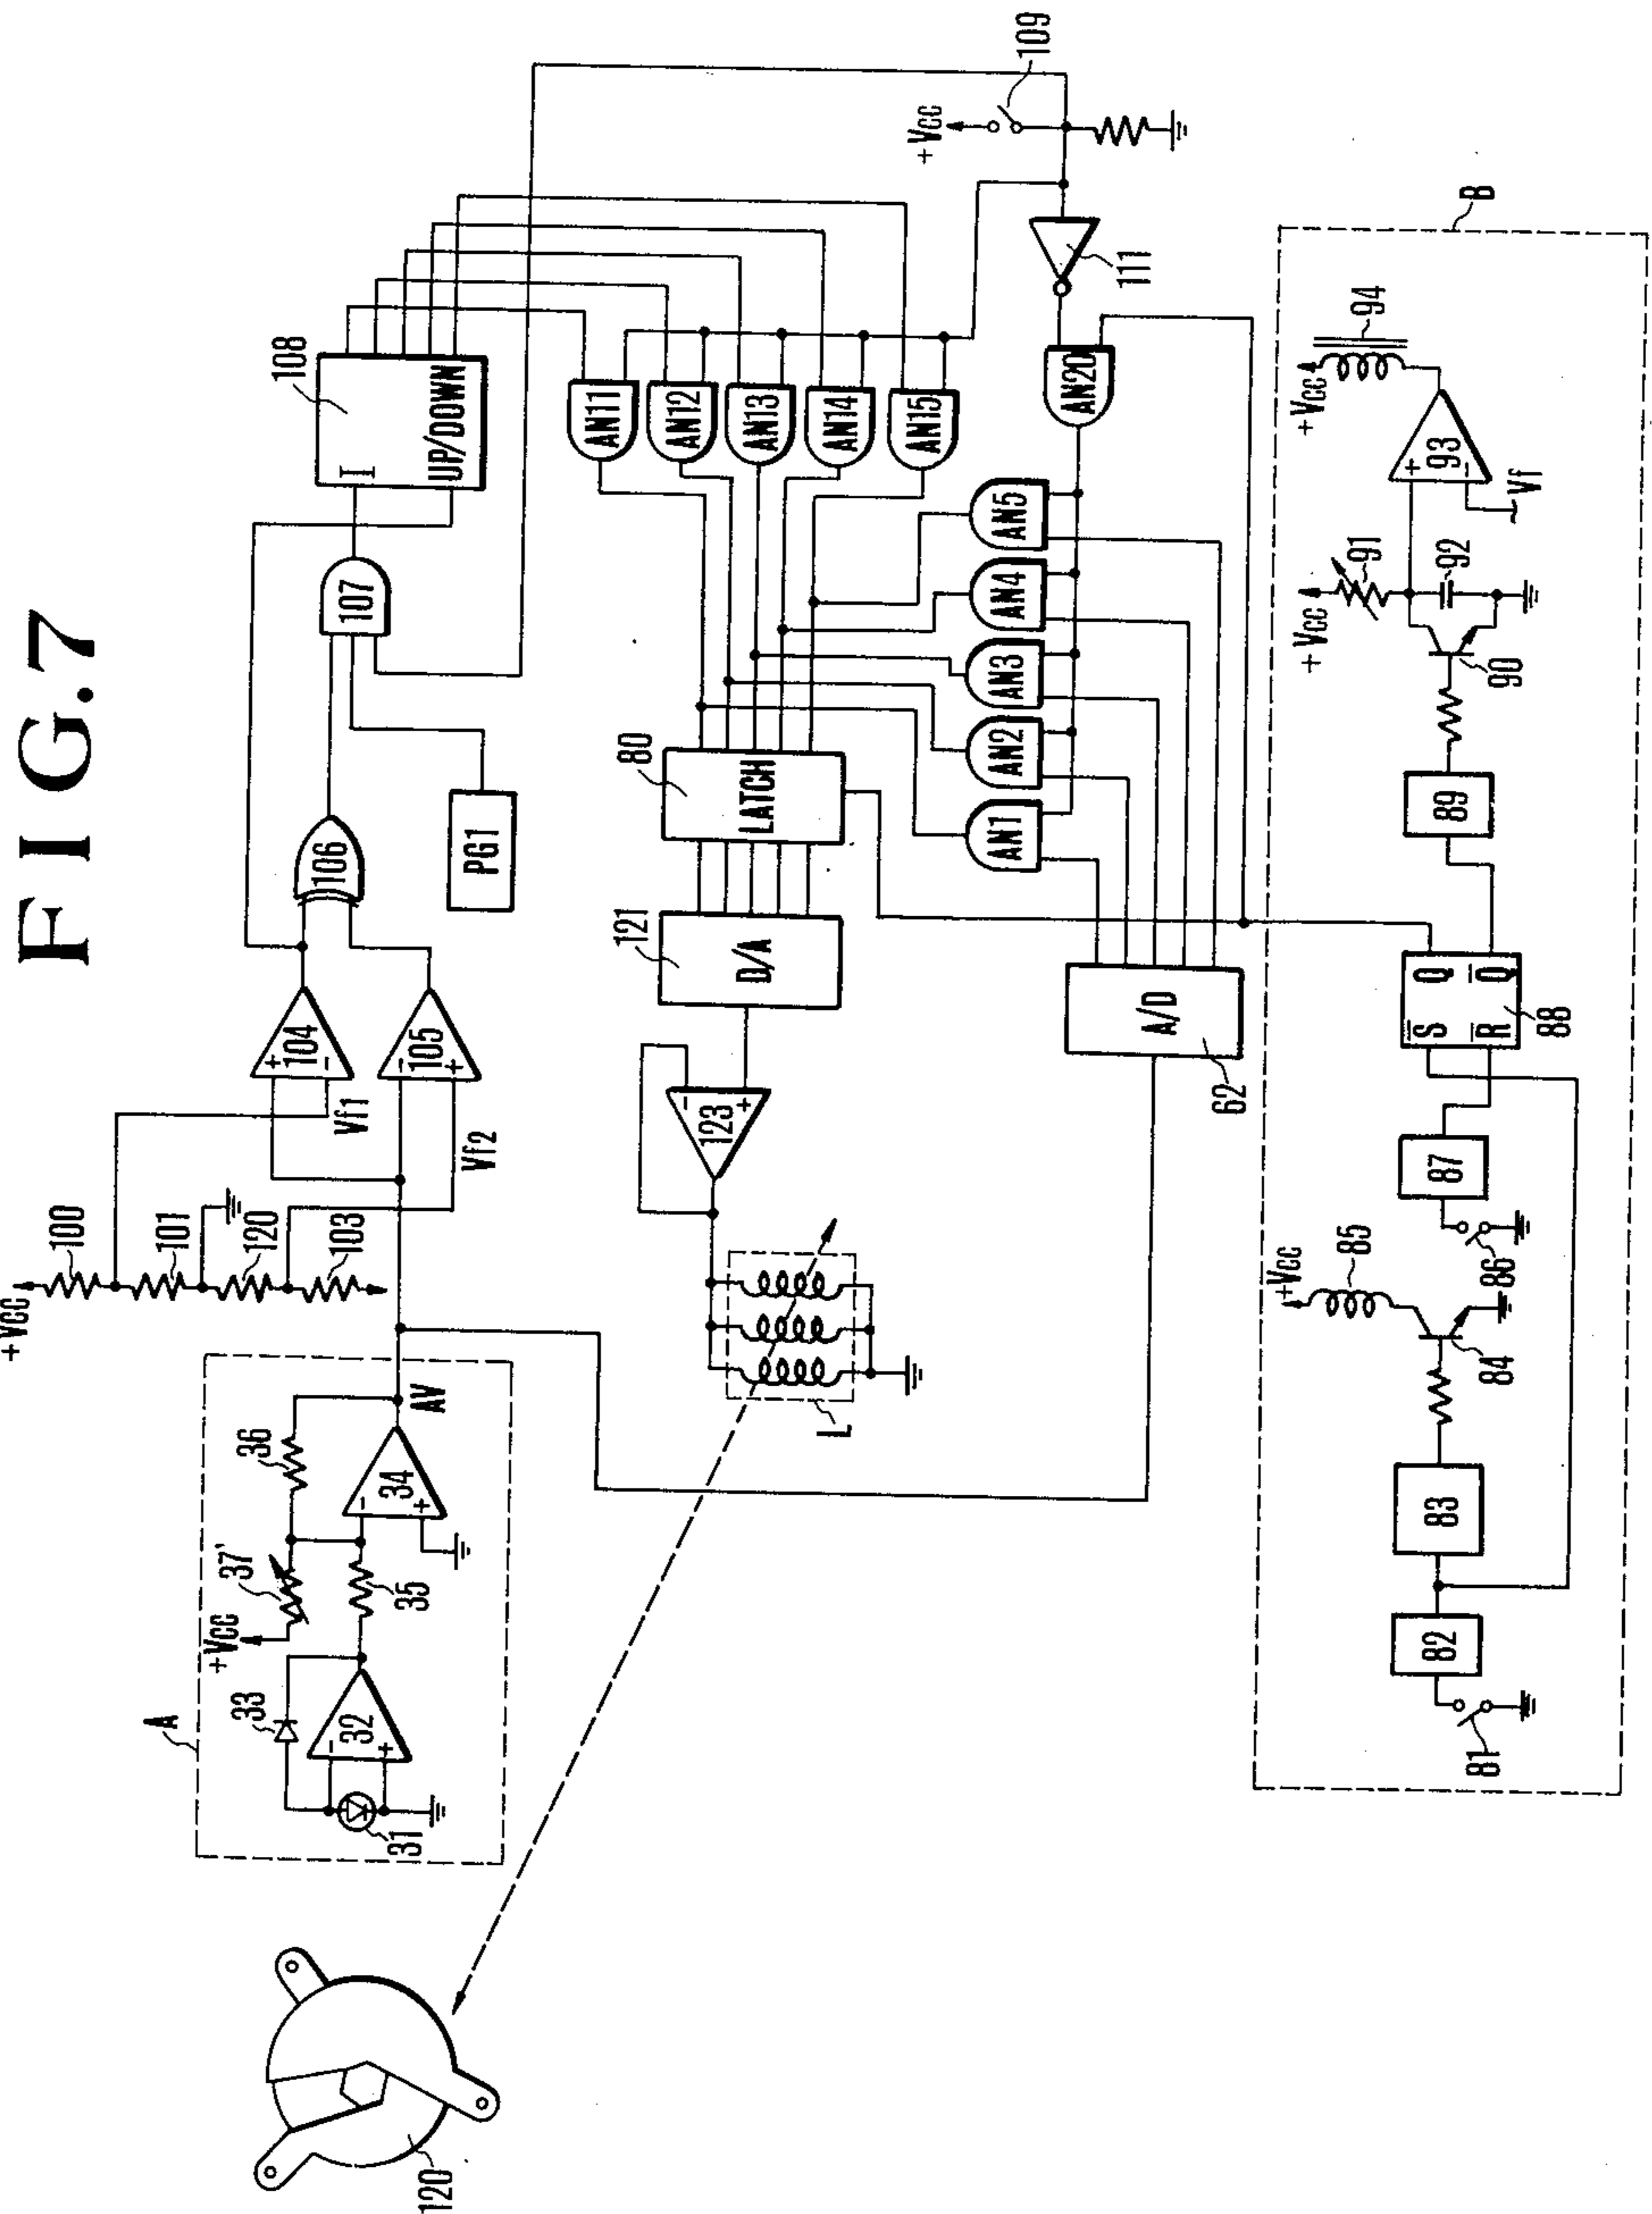 FIG.7
+VCC
100
101
120
103
Vf1
Vf2
+
104
-
-
105
+
106
PG1
107
108
I
UP/DOWN
A
33
+VCC
37'
36
-
32
+
31
35
-
34
+
AV
120
L
-
123
+
121
D/A
80
LATCH
AN11
AN12
AN13
AN14
AN15
AN1
AN2
AN3
AN4
AN5
AN20
111
+VCC
109
A/D
62
B
81
82
83
84
+VCC
85
86
87
S
Q
R
Q
88
89
90
+VCC
91
92
+
93
-
Vf
+VCC
94